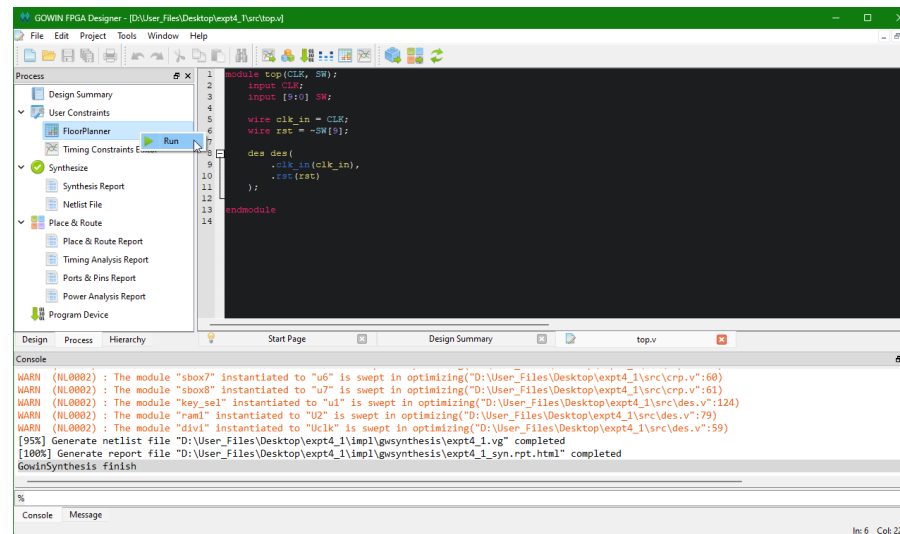 GOWIN FPGA Designer - [D:\User_Files\Desktop\expt4_1\src\top.v]
File Edit Project Tools Window Help
Process
Design Summary
User Constraints
FloorPlanner
Run
Timing Constraints E
Synthesize
Synthesis Report
Netlist File
Place & Route
Place & Route Report
Timing Analysis Report
Ports & Pins Report
Power Analysis Report
Program Device
Design Process Hierarchy
1 module top(CLK, SW);
2 input CLK;
3 input [9:0] SW;
4
5 wire clk_in = CLK;
6 wire rst = ~SW[9];
7
8 des des(
9 .clk_in(clk_in),
10 .rst(rst)
11 );
12
13 endmodule
14
Start Page Design Summary top.v
Console
WARN (NL0002) : The module "sbox7" instantiated to "u6" is swept in optimizing("D:\User_Files\Desktop\expt4_1\src\crp.v":60)
WARN (NL0002) : The module "sbox8" instantiated to "u7" is swept in optimizing("D:\User_Files\Desktop\expt4_1\src\crp.v":61)
WARN (NL0002) : The module "key_sel" instantiated to "u1" is swept in optimizing("D:\User_Files\Desktop\expt4_1\src\des.v":124)
WARN (NL0002) : The module "ram1" instantiated to "U2" is swept in optimizing("D:\User_Files\Desktop\expt4_1\src\des.v":79)
WARN (NL0002) : The module "divi" instantiated to "Uclk" is swept in optimizing("D:\User_Files\Desktop\expt4_1\src\des.v":59)
[95%] Generate netlist file "D:\User_Files\Desktop\expt4_1\impl\gwsynthesis\expt4_1.vg" completed
[100%] Generate report file "D:\User_Files\Desktop\expt4_1\impl\gwsynthesis\expt4_1_syn.rpt.html" completed
GowinSynthesis finish
%
Console Message
In: 6 Col: 22